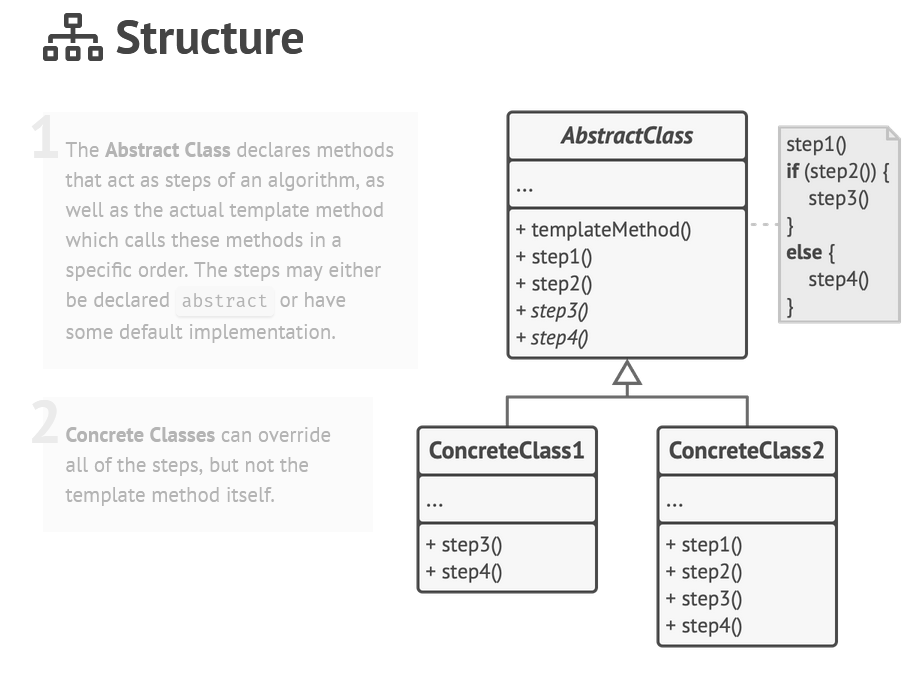 Structure
1
The Abstract Class declares methods
that act as steps of an algorithm, as
well as the actual template method
which calls these methods in a
specific order. The steps may either
be declared abstract or have
some default implementation.
2
Concrete Classes can override
all of the steps, but not the
template method itself.
AbstractClass
...
+ templateMethod()
+ step1()
+ step2()
+ step3()
+ step4()
step1()
if (step2()) {
step3()
}
else {
step4()
}
ConcreteClass1
...
+ step3()
+ step4()
ConcreteClass2
...
+ step1()
+ step2()
+ step3()
+ step4()